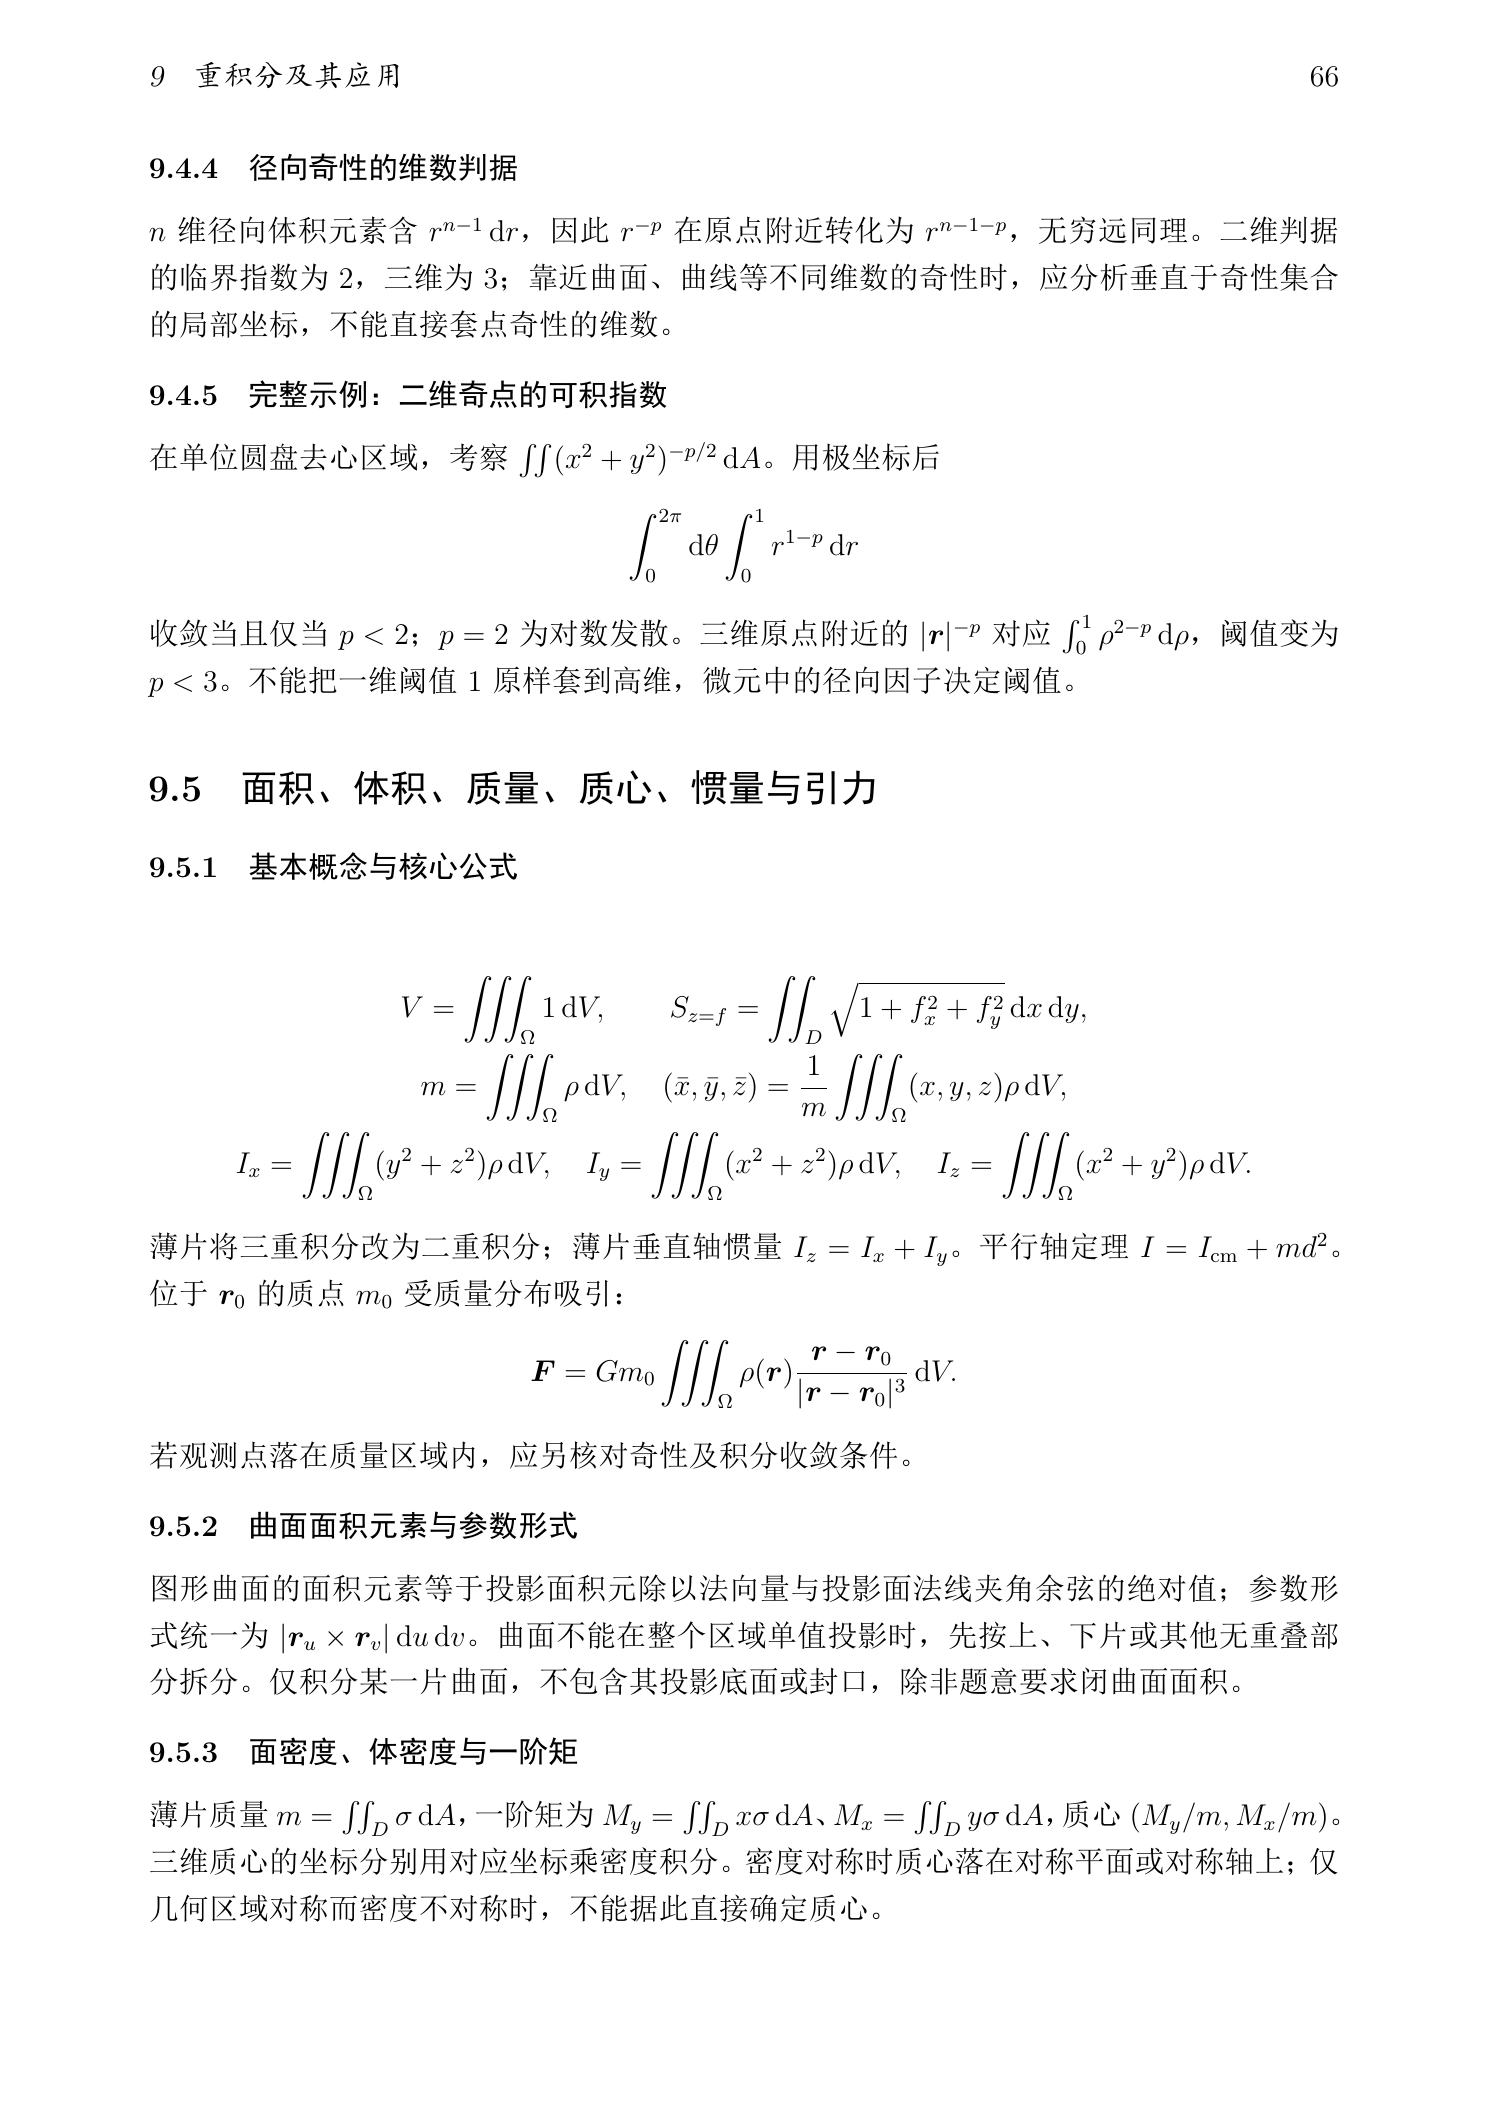 9 重积分及其应用 66
9.4.4 径向奇性的维数判据
n 维径向体积元素含 rⁿ⁻¹ dr，因此 r⁻ᵖ 在原点附近转化为 rⁿ⁻¹⁻ᵖ，无穷远同理。二维判据
的临界指数为 2，三维为 3；靠近曲面、曲线等不同维数的奇性时，应分析垂直于奇性集合
的局部坐标，不能直接套点奇性的维数。
9.4.5 完整示例：二维奇点的可积指数
在单位圆盘去心区域，考察 ∬(x² + y²)^{−p/2} dA。用极坐标后
∫_0^{2π} dθ ∫_0^1 r^{1−p} dr
收敛当且仅当 p < 2；p = 2 为对数发散。三维原点附近的 |r|^{−p} 对应 ∫_0^1 ρ^{2−p} dρ，阈值变为
p < 3。不能把一维阈值 1 原样套到高维，微元中的径向因子决定阈值。
9.5 面积、体积、质量、质心、惯量与引力
9.5.1 基本概念与核心公式
V = ∭_Ω 1 dV, S_{z=f} = ∬_D √(1 + f_x² + f_y²) dx dy,
m = ∭_Ω ρ dV, (x̄, ȳ, z̄) = 1/m ∭_Ω (x, y, z)ρ dV,
I_x = ∭_Ω (y² + z²)ρ dV, I_y = ∭_Ω (x² + z²)ρ dV, I_z = ∭_Ω (x² + y²)ρ dV.
薄片将三重积分改为二重积分；薄片垂直轴惯量 I_z = I_x + I_y。平行轴定理 I = I_cm + md²。
位于 r₀ 的质点 m₀ 受质量分布吸引：
F = Gm₀ ∭_Ω ρ(r) (r − r₀)/|r − r₀|³ dV.
若观测点落在质量区域内，应另核对奇性及积分收敛条件。
9.5.2 曲面面积元素与参数形式
图形曲面的面积元素等于投影面积元除以法向量与投影面法线夹角余弦的绝对值；参数形
式统一为 |r_u × r_v| du dv。曲面不能在整个区域单值投影时，先按上、下片或其他无重叠部
分拆分。仅积分某一片曲面，不包含其投影底面或封口，除非题意要求闭曲面面积。
9.5.3 面密度、体密度与一阶矩
薄片质量 m = ∬_D σ dA，一阶矩为 M_y = ∬_D xσ dA、M_x = ∬_D yσ dA，质心 (M_y/m, M_x/m)。
三维质心的坐标分别用对应坐标乘密度积分。密度对称时质心落在对称平面或对称轴上；仅
几何区域对称而密度不对称时，不能据此直接确定质心。